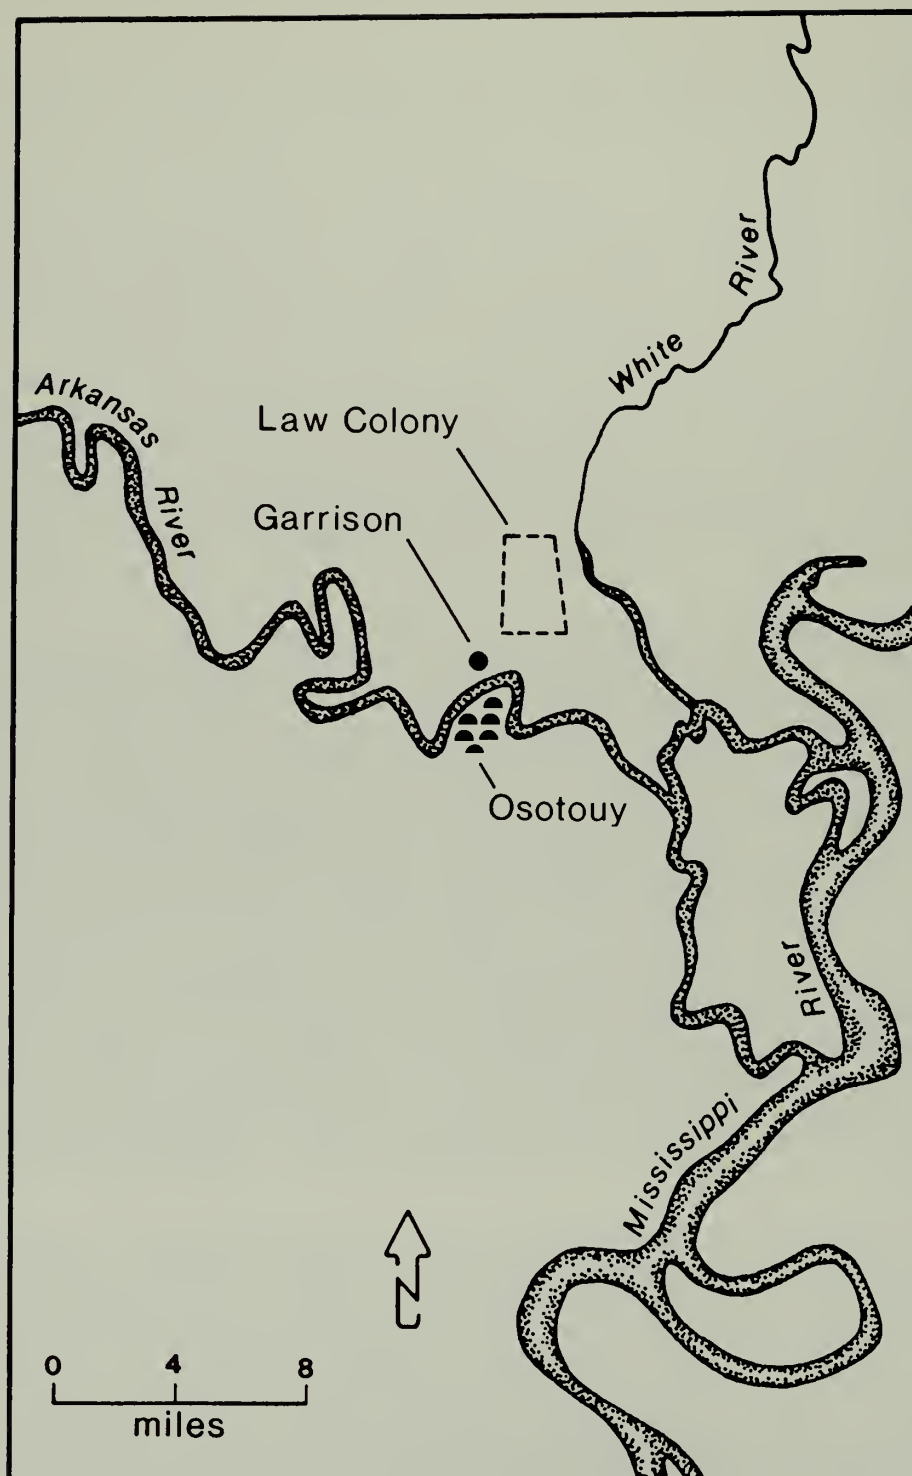 White River
Arkansas River
Law Colony
Garrison
Osotouy
Mississippi River
N
0 4 8
miles